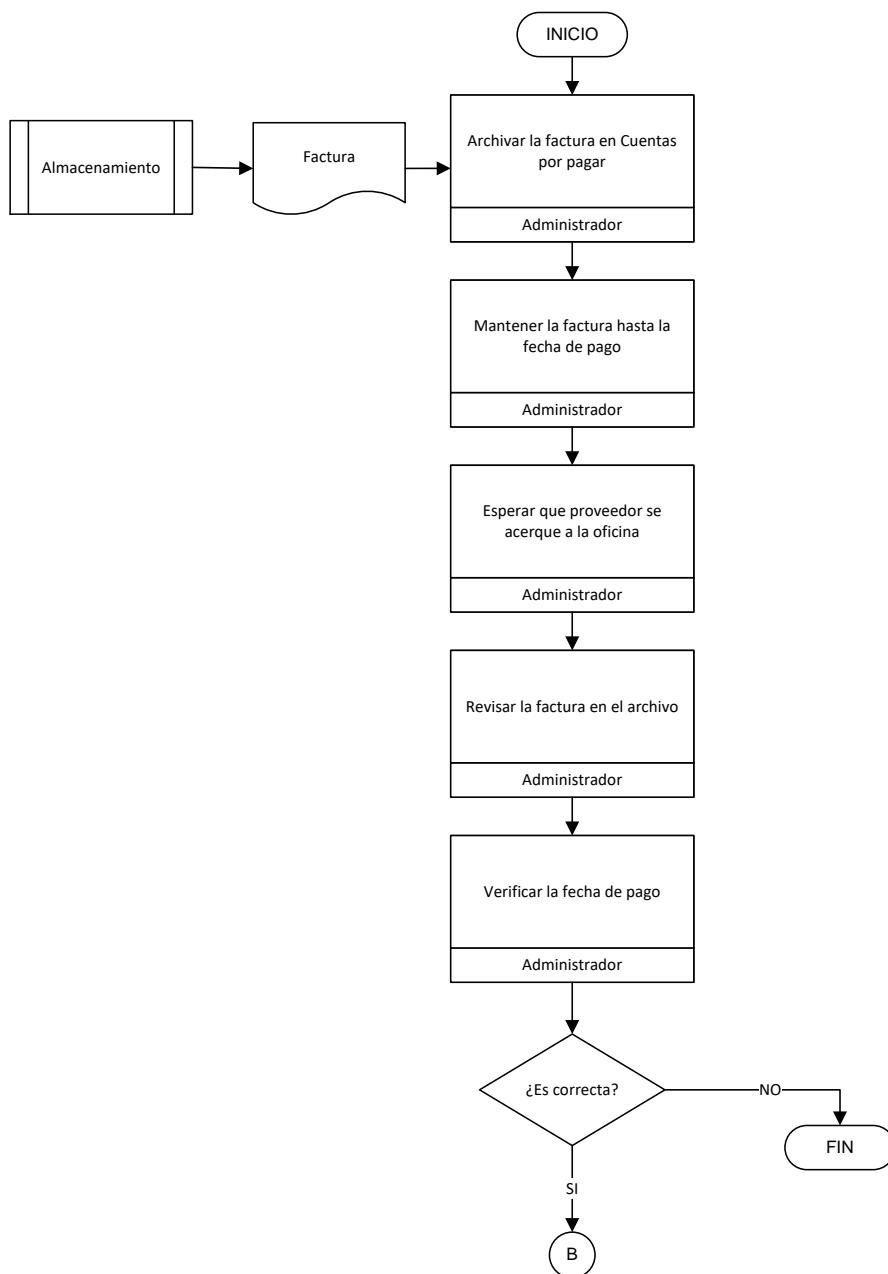 INICIO
Almacenamiento
Factura
Archivar la factura en Cuentas
por pagar
Administrador
Mantener la factura hasta la
fecha de pago
Administrador
Esperar que proveedor se
acerque a la oficina
Administrador
Revisar la factura en el archivo
Administrador
Verificar la fecha de pago
Administrador
¿Es correcta?
NO
FIN
SI
B